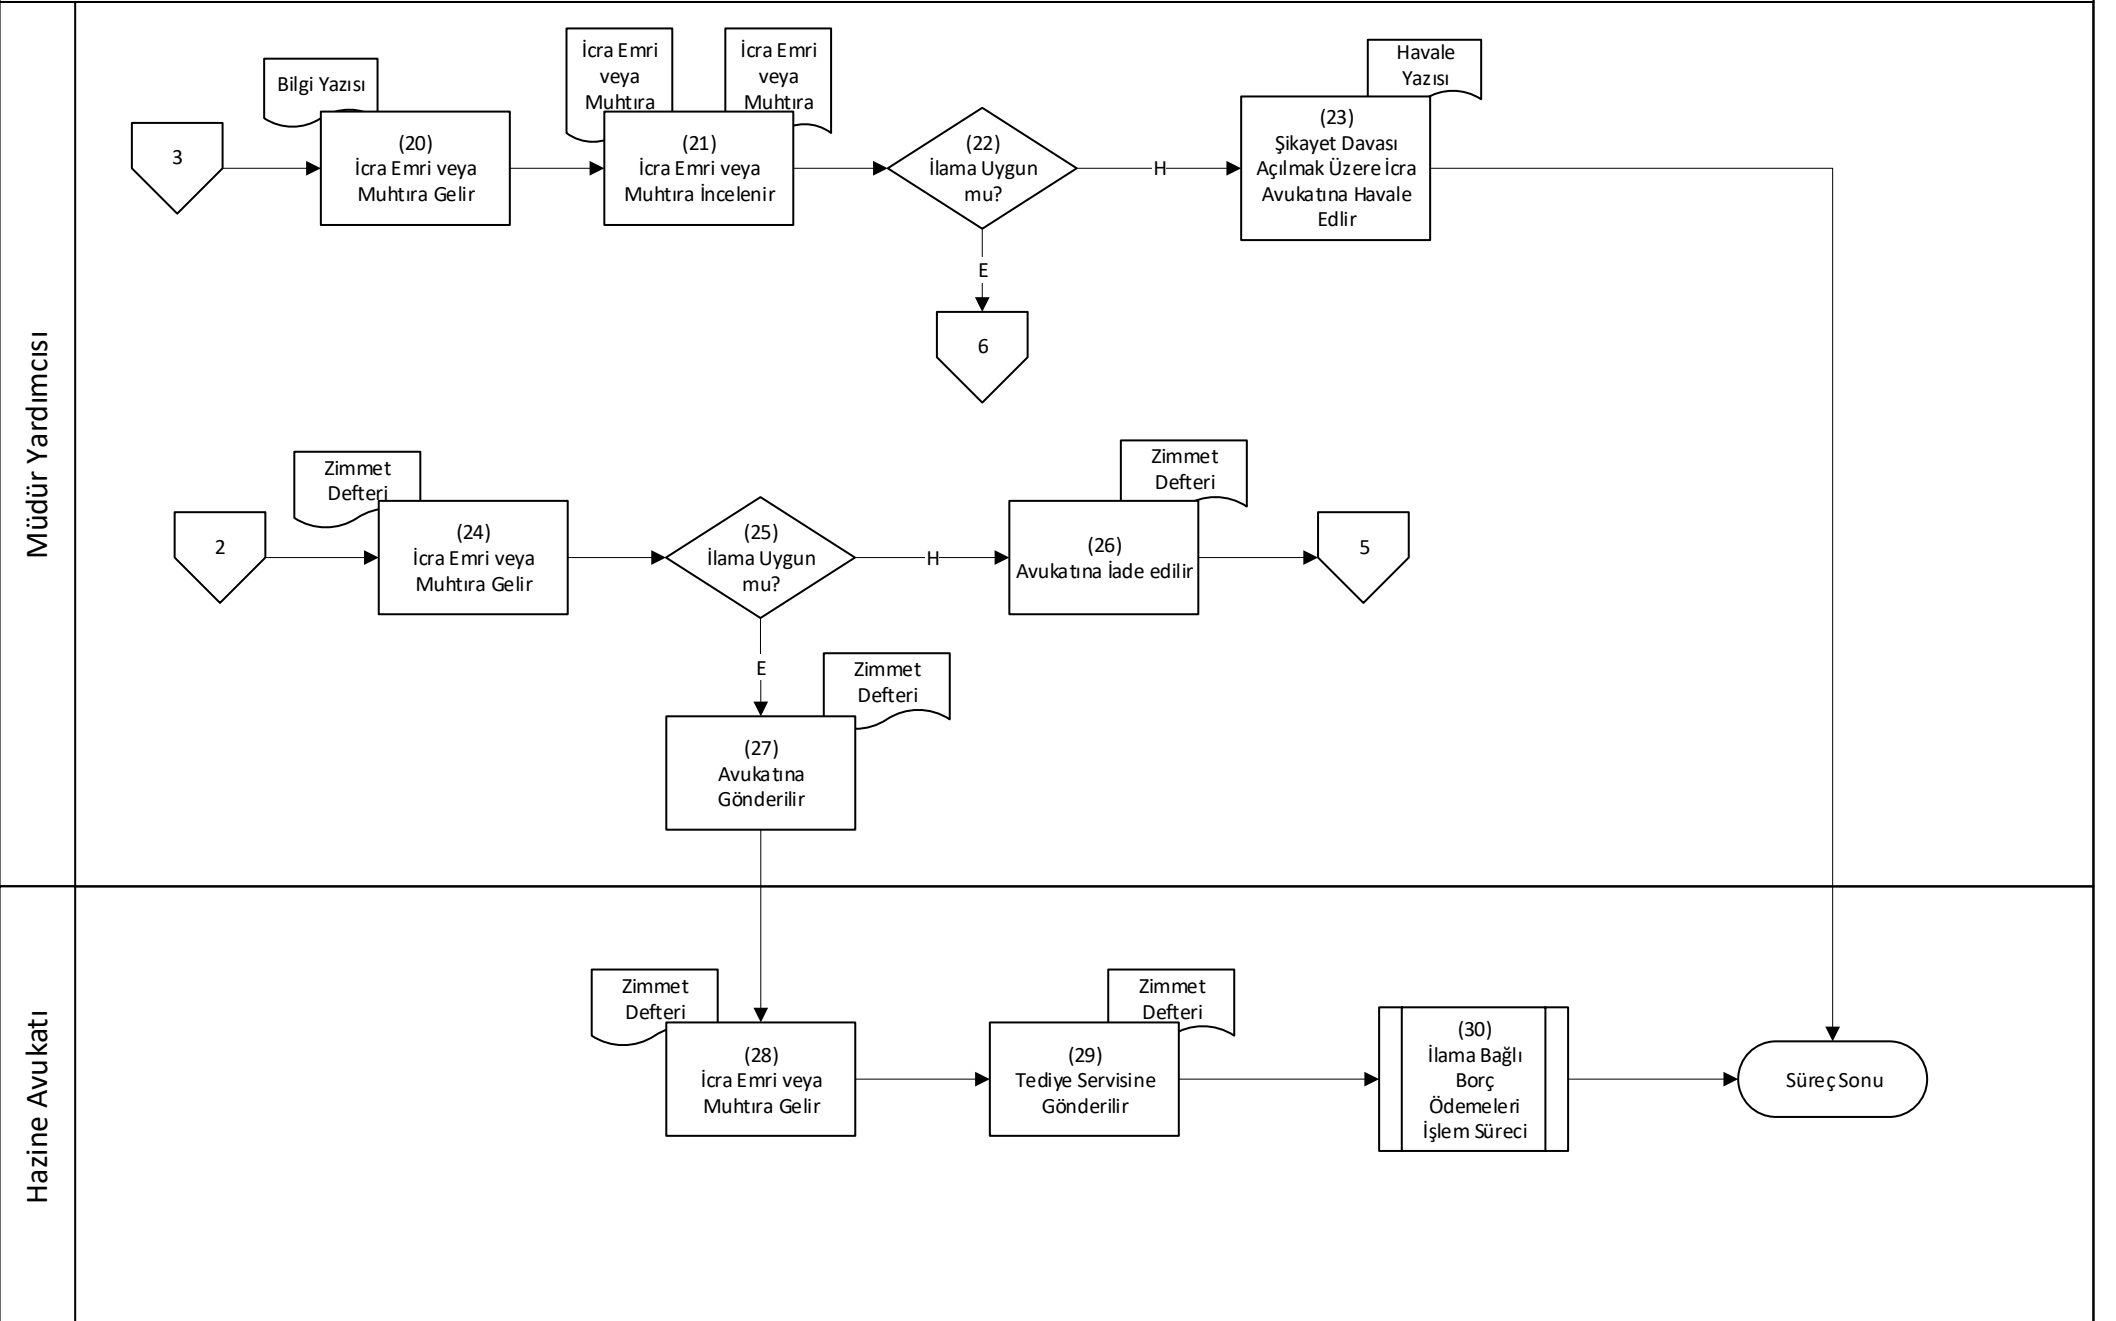 Müdür Yardımcısı
3
Bilgi Yazısı
(20)
İcra Emri veya
Muhtıra Gelir
İcra Emri
veya
Muhtıra
İcra Emri
veya
Muhtıra
(21)
İcra Emri veya
Muhtıra İncelenir
(22)
İlama Uygun
mu?
H
E
6
Havale
Yazısı
(23)
Şikayet Davası
Açılmak Üzere İcra
Avukatına Havale
Edlir
2
Zimmet
Defteri
(24)
İcra Emri veya
Muhtıra Gelir
(25)
İlama Uygun
mu?
H
Zimmet
Defteri
(26)
Avukatına İade edilir
5
E
Zimmet
Defteri
(27)
Avukatına
Gönderilir
Hazine Avukatı
Zimmet
Defteri
(28)
İcra Emri veya
Muhtıra Gelir
Zimmet
Defteri
(29)
Tediye Servisine
Gönderilir
(30)
İlama Bağlı
Borç
Ödemeleri
İşlem Süreci
Süreç Sonu